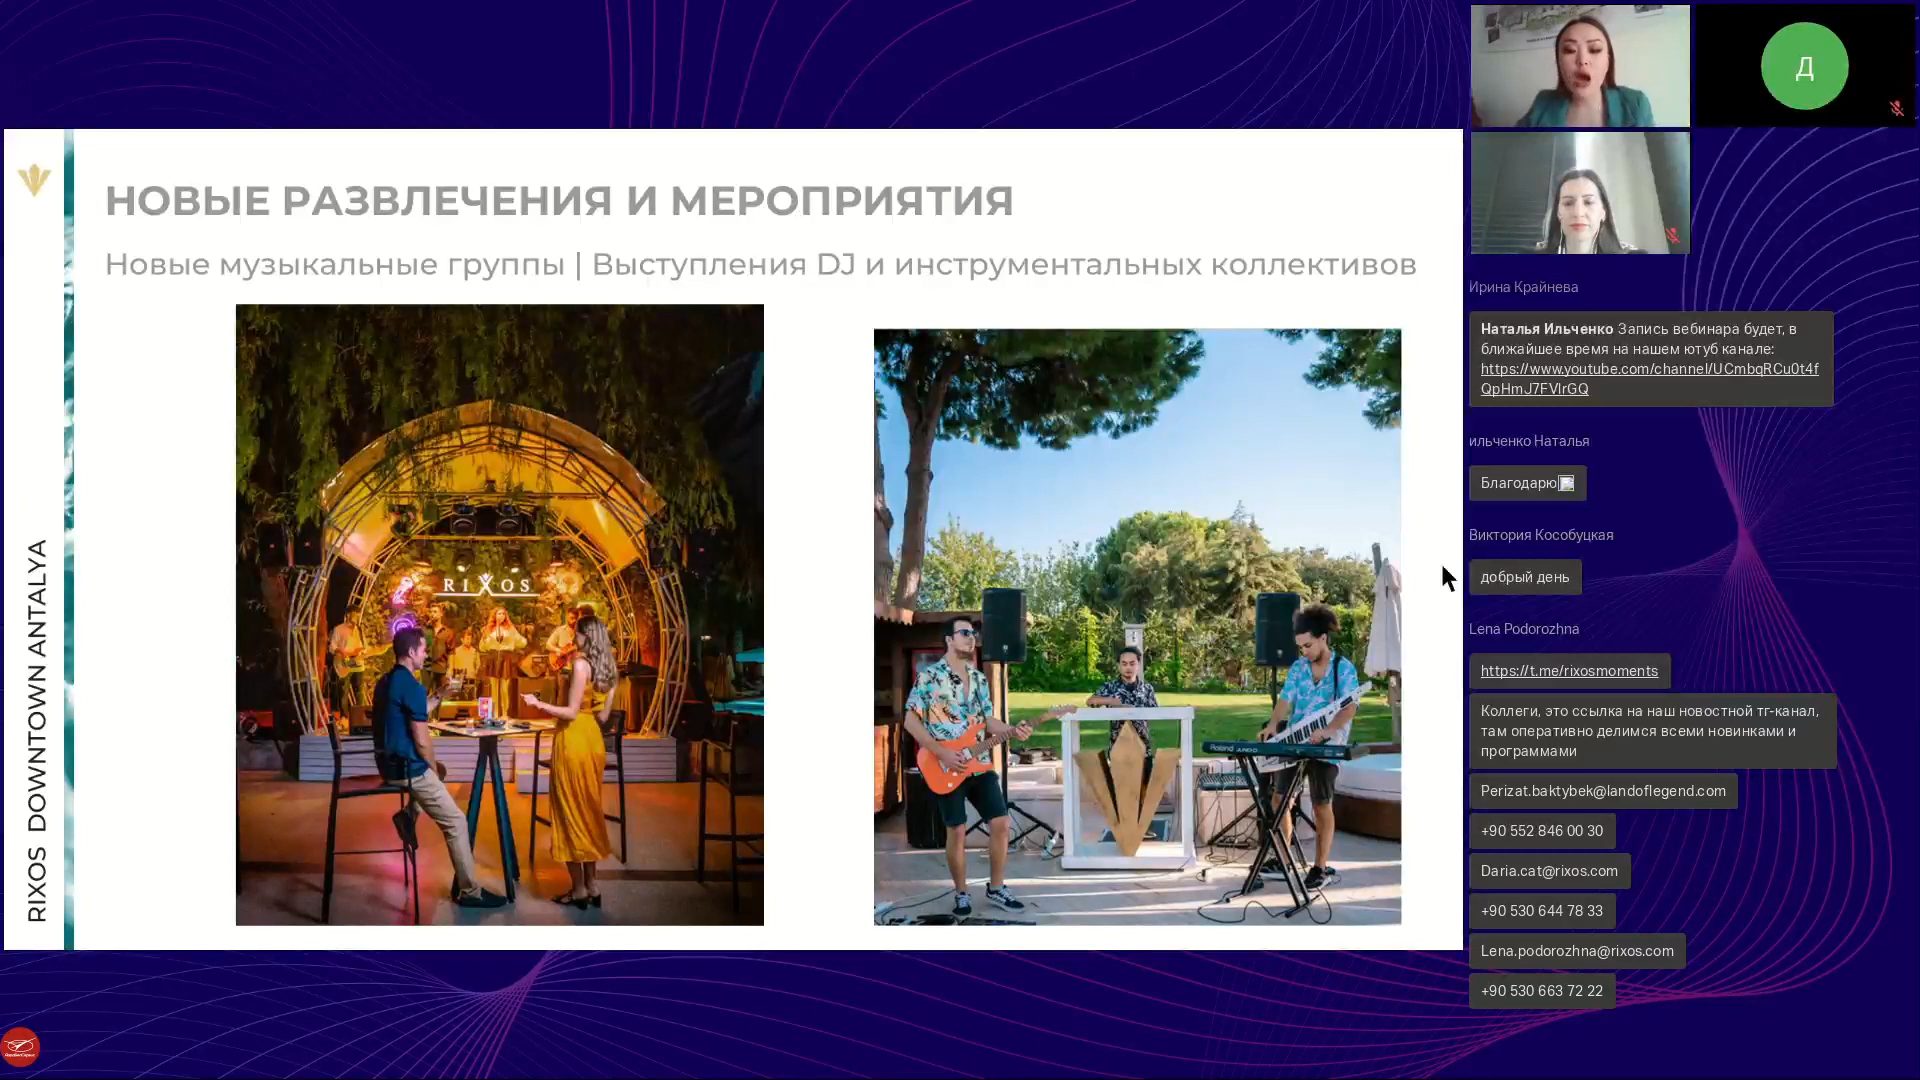 НОВЫЕ РАЗВЛЕЧЕНИЯ И МЕРОПРИЯТИЯ
Новые музыкальные группы | Выступления DJ и инструментальных коллективов
RIXOS DOWNTOWN ANTALYA
RIXOS
Roland JUNO-D
Д
Ирина Крайнева
Наталья Ильченко Запись вебинара будет, в
ближайшее время на нашем ютуб канале:
https://www.youtube.com/channel/UCmbqRCu0t4f
QpHmJ7FVlrGQ
ильченко Наталья
Благодарю
Виктория Кособуцкая
добрый день
Lena Podorozhna
https://t.me/rixosmoments
Коллеги, это ссылка на наш новостной тг-канал,
там оперативно делимся всеми новинками и
программами
Perizat.baktybek@landoflegend.com
+90 552 846 00 30
Daria.cat@rixos.com
+90 530 644 78 33
Lena.podorozhna@rixos.com
+90 530 663 72 22